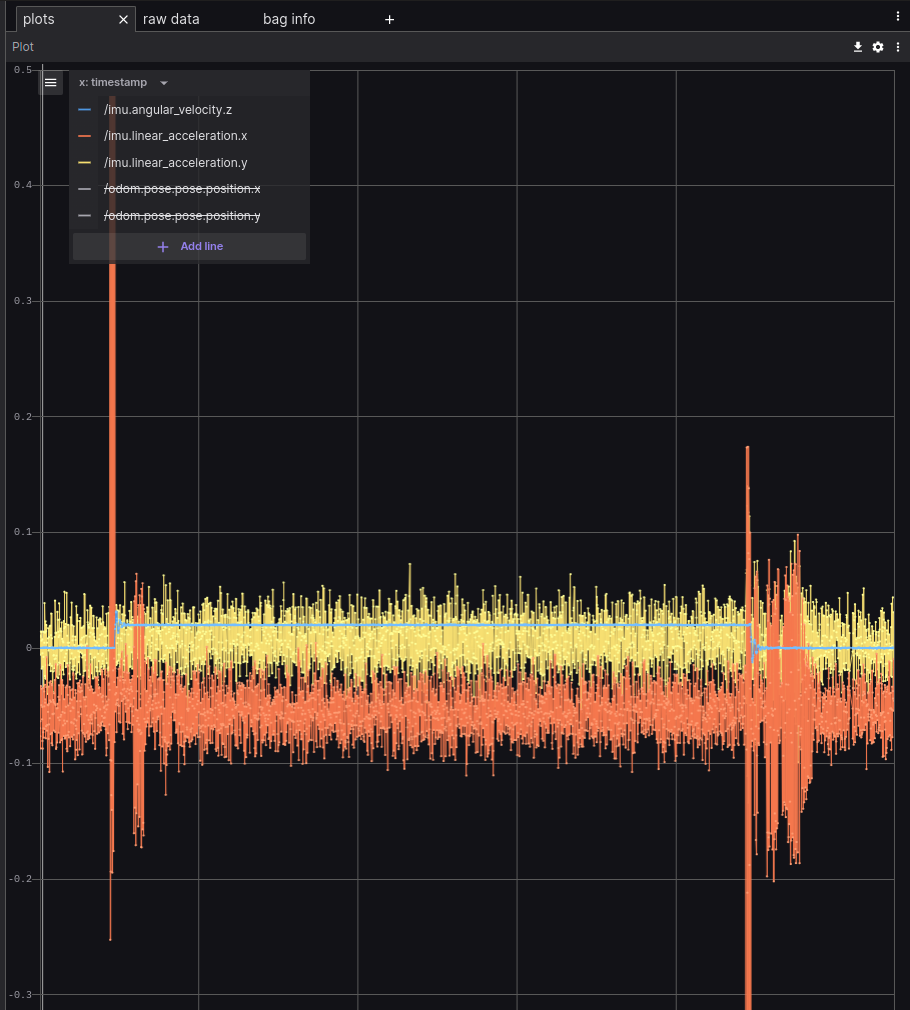 plots raw data bag info
Plot
x: timestamp
/imu.angular_velocity.z
/imu.linear_acceleration.x
/imu.linear_acceleration.y
/odom.pose.pose.position.x
/odom.pose.pose.position.y
Add line
0.5
0.4
0.3
0.2
0.1
0
-0.1
-0.2
-0.3